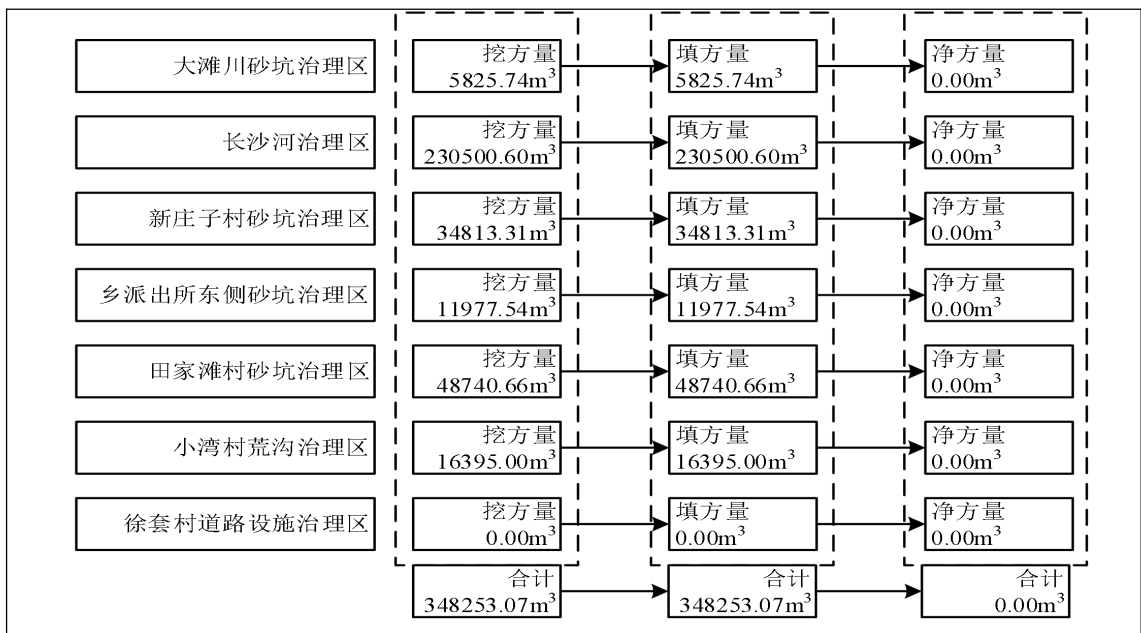 大滩川砂坑治理区
挖方量
5825.74m³
填方量
5825.74m³
净方量
0.00m³
长沙河治理区
挖方量
230500.60m³
填方量
230500.60m³
净方量
0.00m³
新庄子村砂坑治理区
挖方量
34813.31m³
填方量
34813.31m³
净方量
0.00m³
乡派出所东侧砂坑治理区
挖方量
11977.54m³
填方量
11977.54m³
净方量
0.00m³
田家滩村砂坑治理区
挖方量
48740.66m³
填方量
48740.66m³
净方量
0.00m³
小湾村荒沟治理区
挖方量
16395.00m³
填方量
16395.00m³
净方量
0.00m³
徐套村道路设施治理区
挖方量
0.00m³
填方量
0.00m³
净方量
0.00m³
合计
348253.07m³
合计
348253.07m³
合计
0.00m³